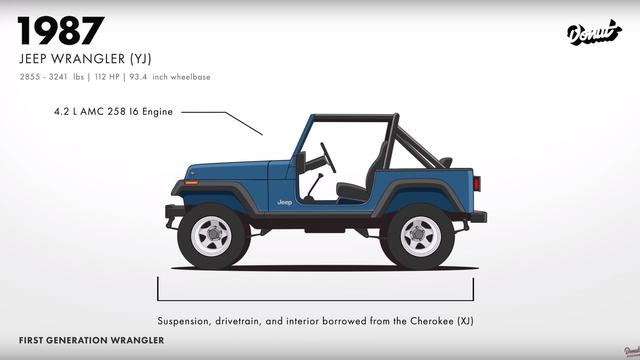 1987
Donut
JEEP WRANGLER (YJ)
2855 - 3241 lbs | 112 HP | 93.4 inch wheelbase
4.2 L AMC 258 I6 Engine
Jeep
Suspension, drivetrain, and interior borrowed from the Cherokee (XJ)
FIRST GENERATION WRANGLER
Donut